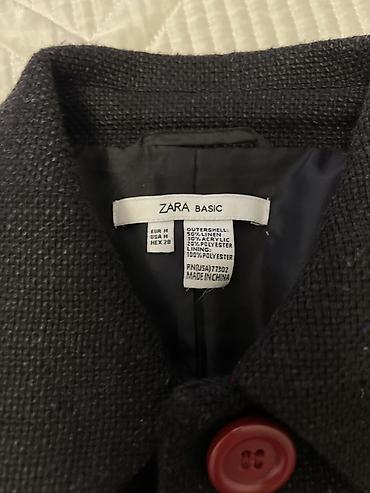 ZARA BASIC
EUR M
USA M
MEX 28
OUTERSHELL:
50%LINEN
30%ACRYLIC
20%POLYESTER
LINING:
100%POLYESTER
RN(USA)77302
MADE IN CHINA